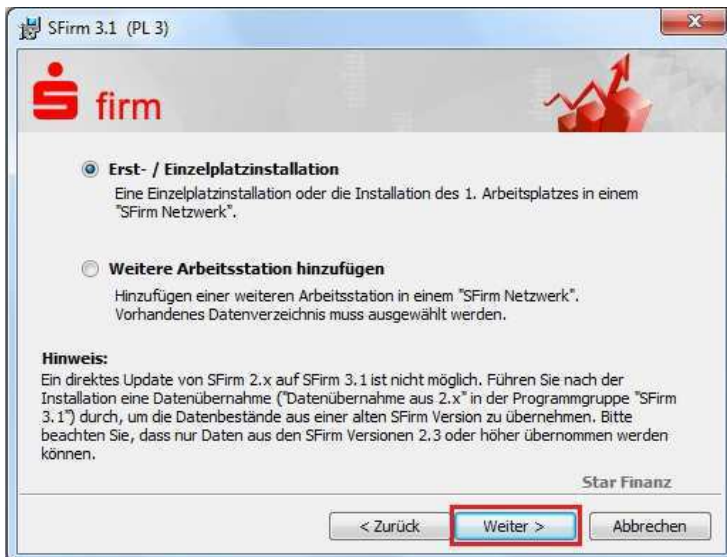 SFirm 3.1 (PL 3)
firm
Erst- / Einzelplatzinstallation
Eine Einzelplatzinstallation oder die Installation des 1. Arbeitsplatzes in einem
"SFirm Netzwerk".
Weitere Arbeitsstation hinzufügen
Hinzufügen einer weiteren Arbeitsstation in einem "SFirm Netzwerk".
Vorhandenes Datenverzeichnis muss ausgewählt werden.
Hinweis:
Ein direktes Update von SFirm 2.x auf SFirm 3.1 ist nicht möglich. Führen Sie nach der
Installation eine Datenübernahme ("Datenübernahme aus 2.x" in der Programmgruppe "SFirm
3.1") durch, um die Datenbestände aus einer alten SFirm Version zu übernehmen. Bitte
beachten Sie, dass nur Daten aus den SFirm Versionen 2.3 oder höher übernommen werden
können.
Star Finanz
< Zurück
Weiter >
Abbrechen